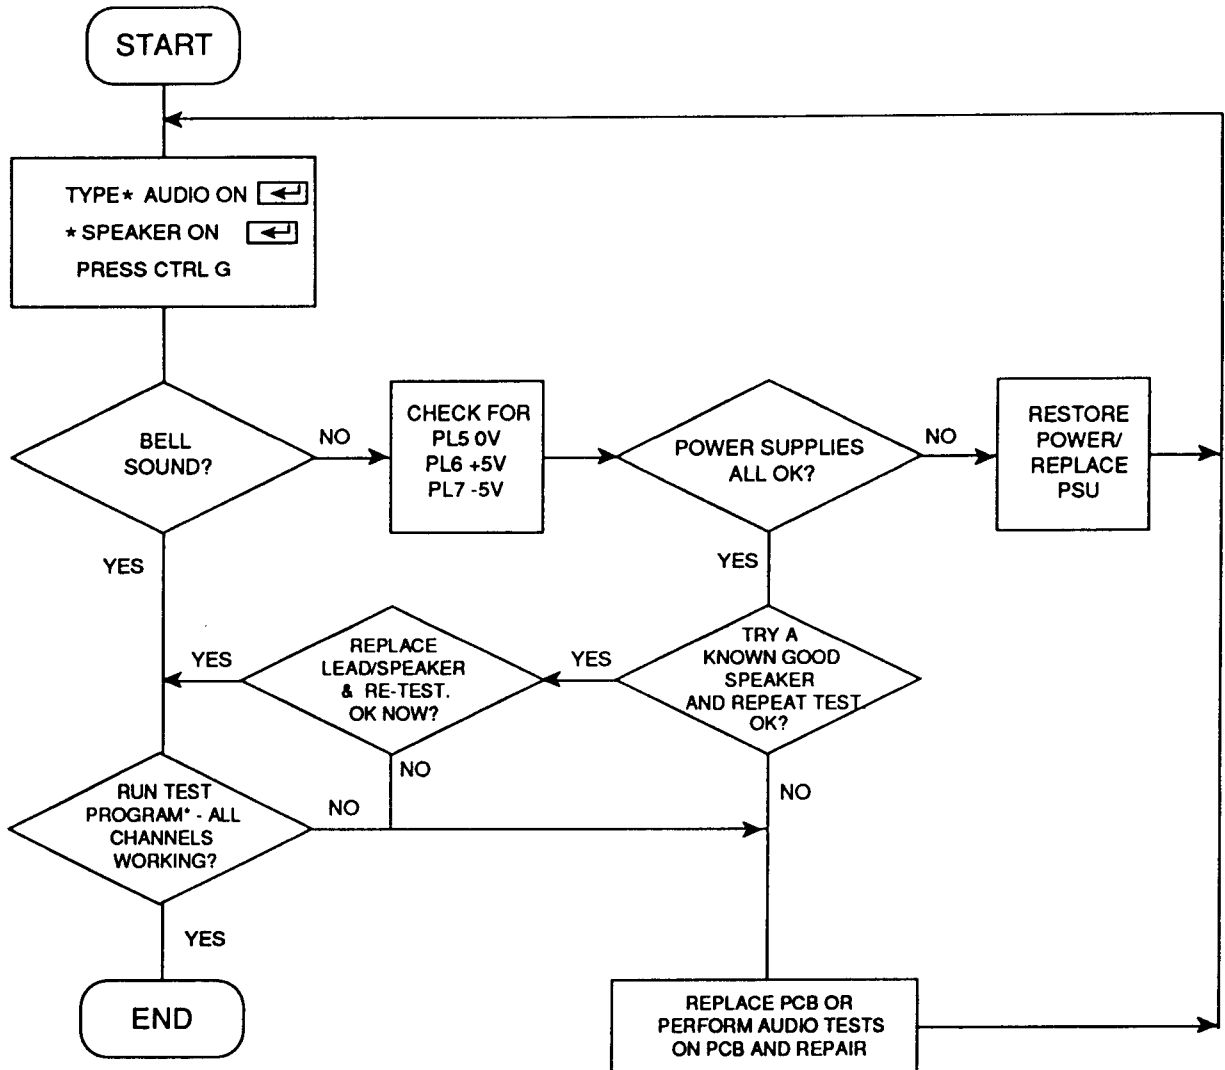 START
TYPE* AUDIO ON
* SPEAKER ON
PRESS CTRL G
BELL
SOUND?
NO
CHECK FOR
PL5 0V
PL6 +5V
PL7 -5V
POWER SUPPLIES
ALL OK?
NO
RESTORE
POWER/
REPLACE
PSU
YES
YES
TRY A
KNOWN GOOD
SPEAKER
AND REPEAT TEST.
OK?
YES
REPLACE
LEAD/SPEAKER
& RE-TEST.
OK NOW?
YES
NO
NO
RUN TEST
PROGRAM* - ALL
CHANNELS
WORKING?
NO
YES
END
REPLACE PCB OR
PERFORM AUDIO TESTS
ON PCB AND REPAIR